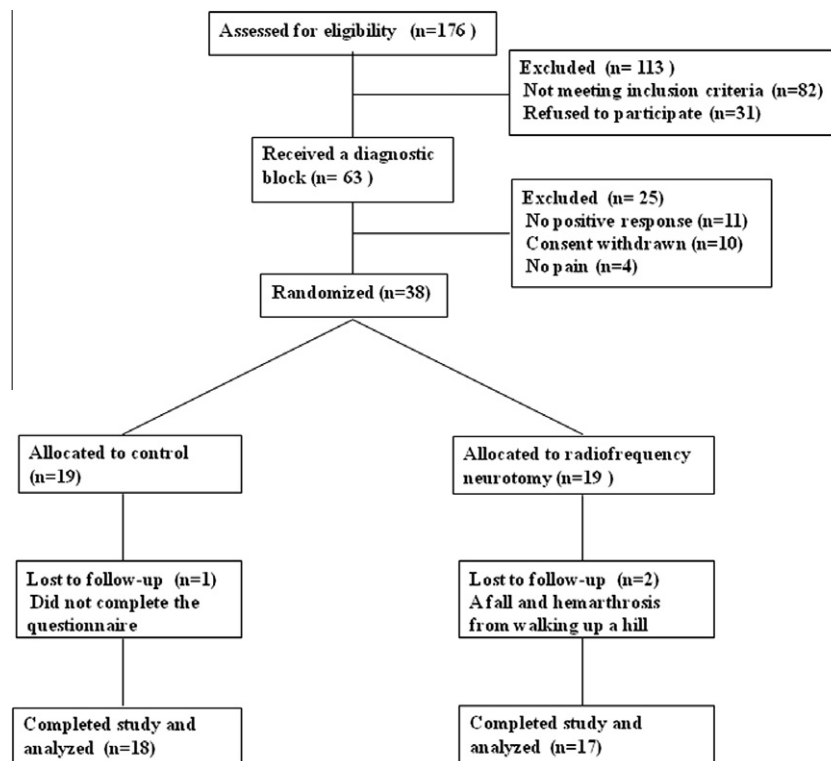 Assessed for eligibility (n=176 )
Excluded (n= 113 )
Not meeting inclusion criteria (n=82)
Refused to participate (n=31)
Received a diagnostic
block (n= 63 )
Excluded (n= 25)
No positive response (n=11)
Consent withdrawn (n=10)
No pain (n=4)
Randomized (n=38)
Allocated to control
(n=19)
Allocated to radiofrequency
neurotomy (n=19 )
Lost to follow-up (n=1)
Did not complete the
questionnaire
Lost to follow-up (n=2)
A fall and hemarthrosis
from walking up a hill
Completed study and
analyzed (n=18)
Completed study and
analyzed (n=17)